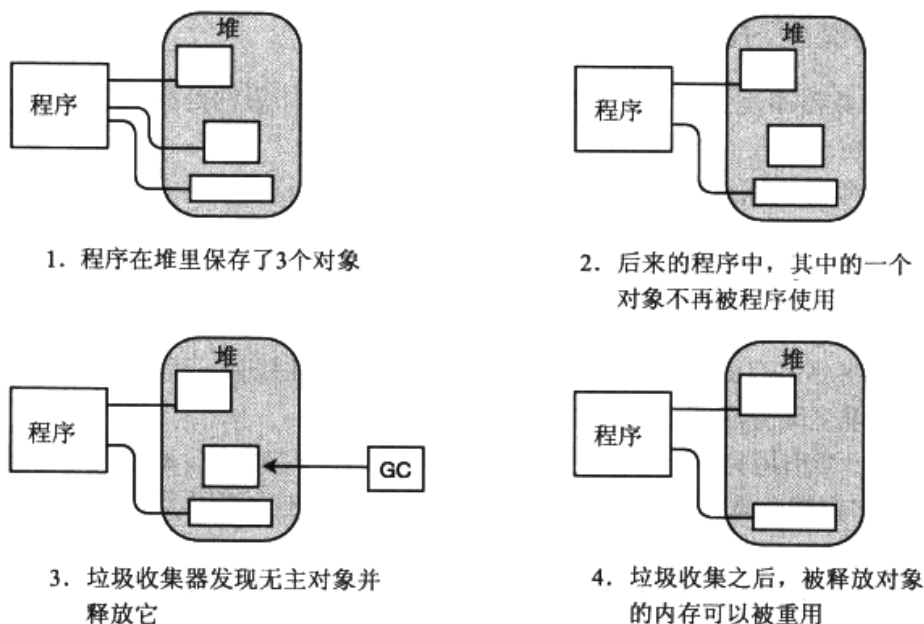 堆
程序
1. 程序在堆里保存了3个对象
堆
程序
2. 后来的程序中，其中的一个
对象不再被程序使用
堆
程序
GC
3. 垃圾收集器发现无主对象并
释放它
堆
程序
4. 垃圾收集之后，被释放对象
的内存可以被重用